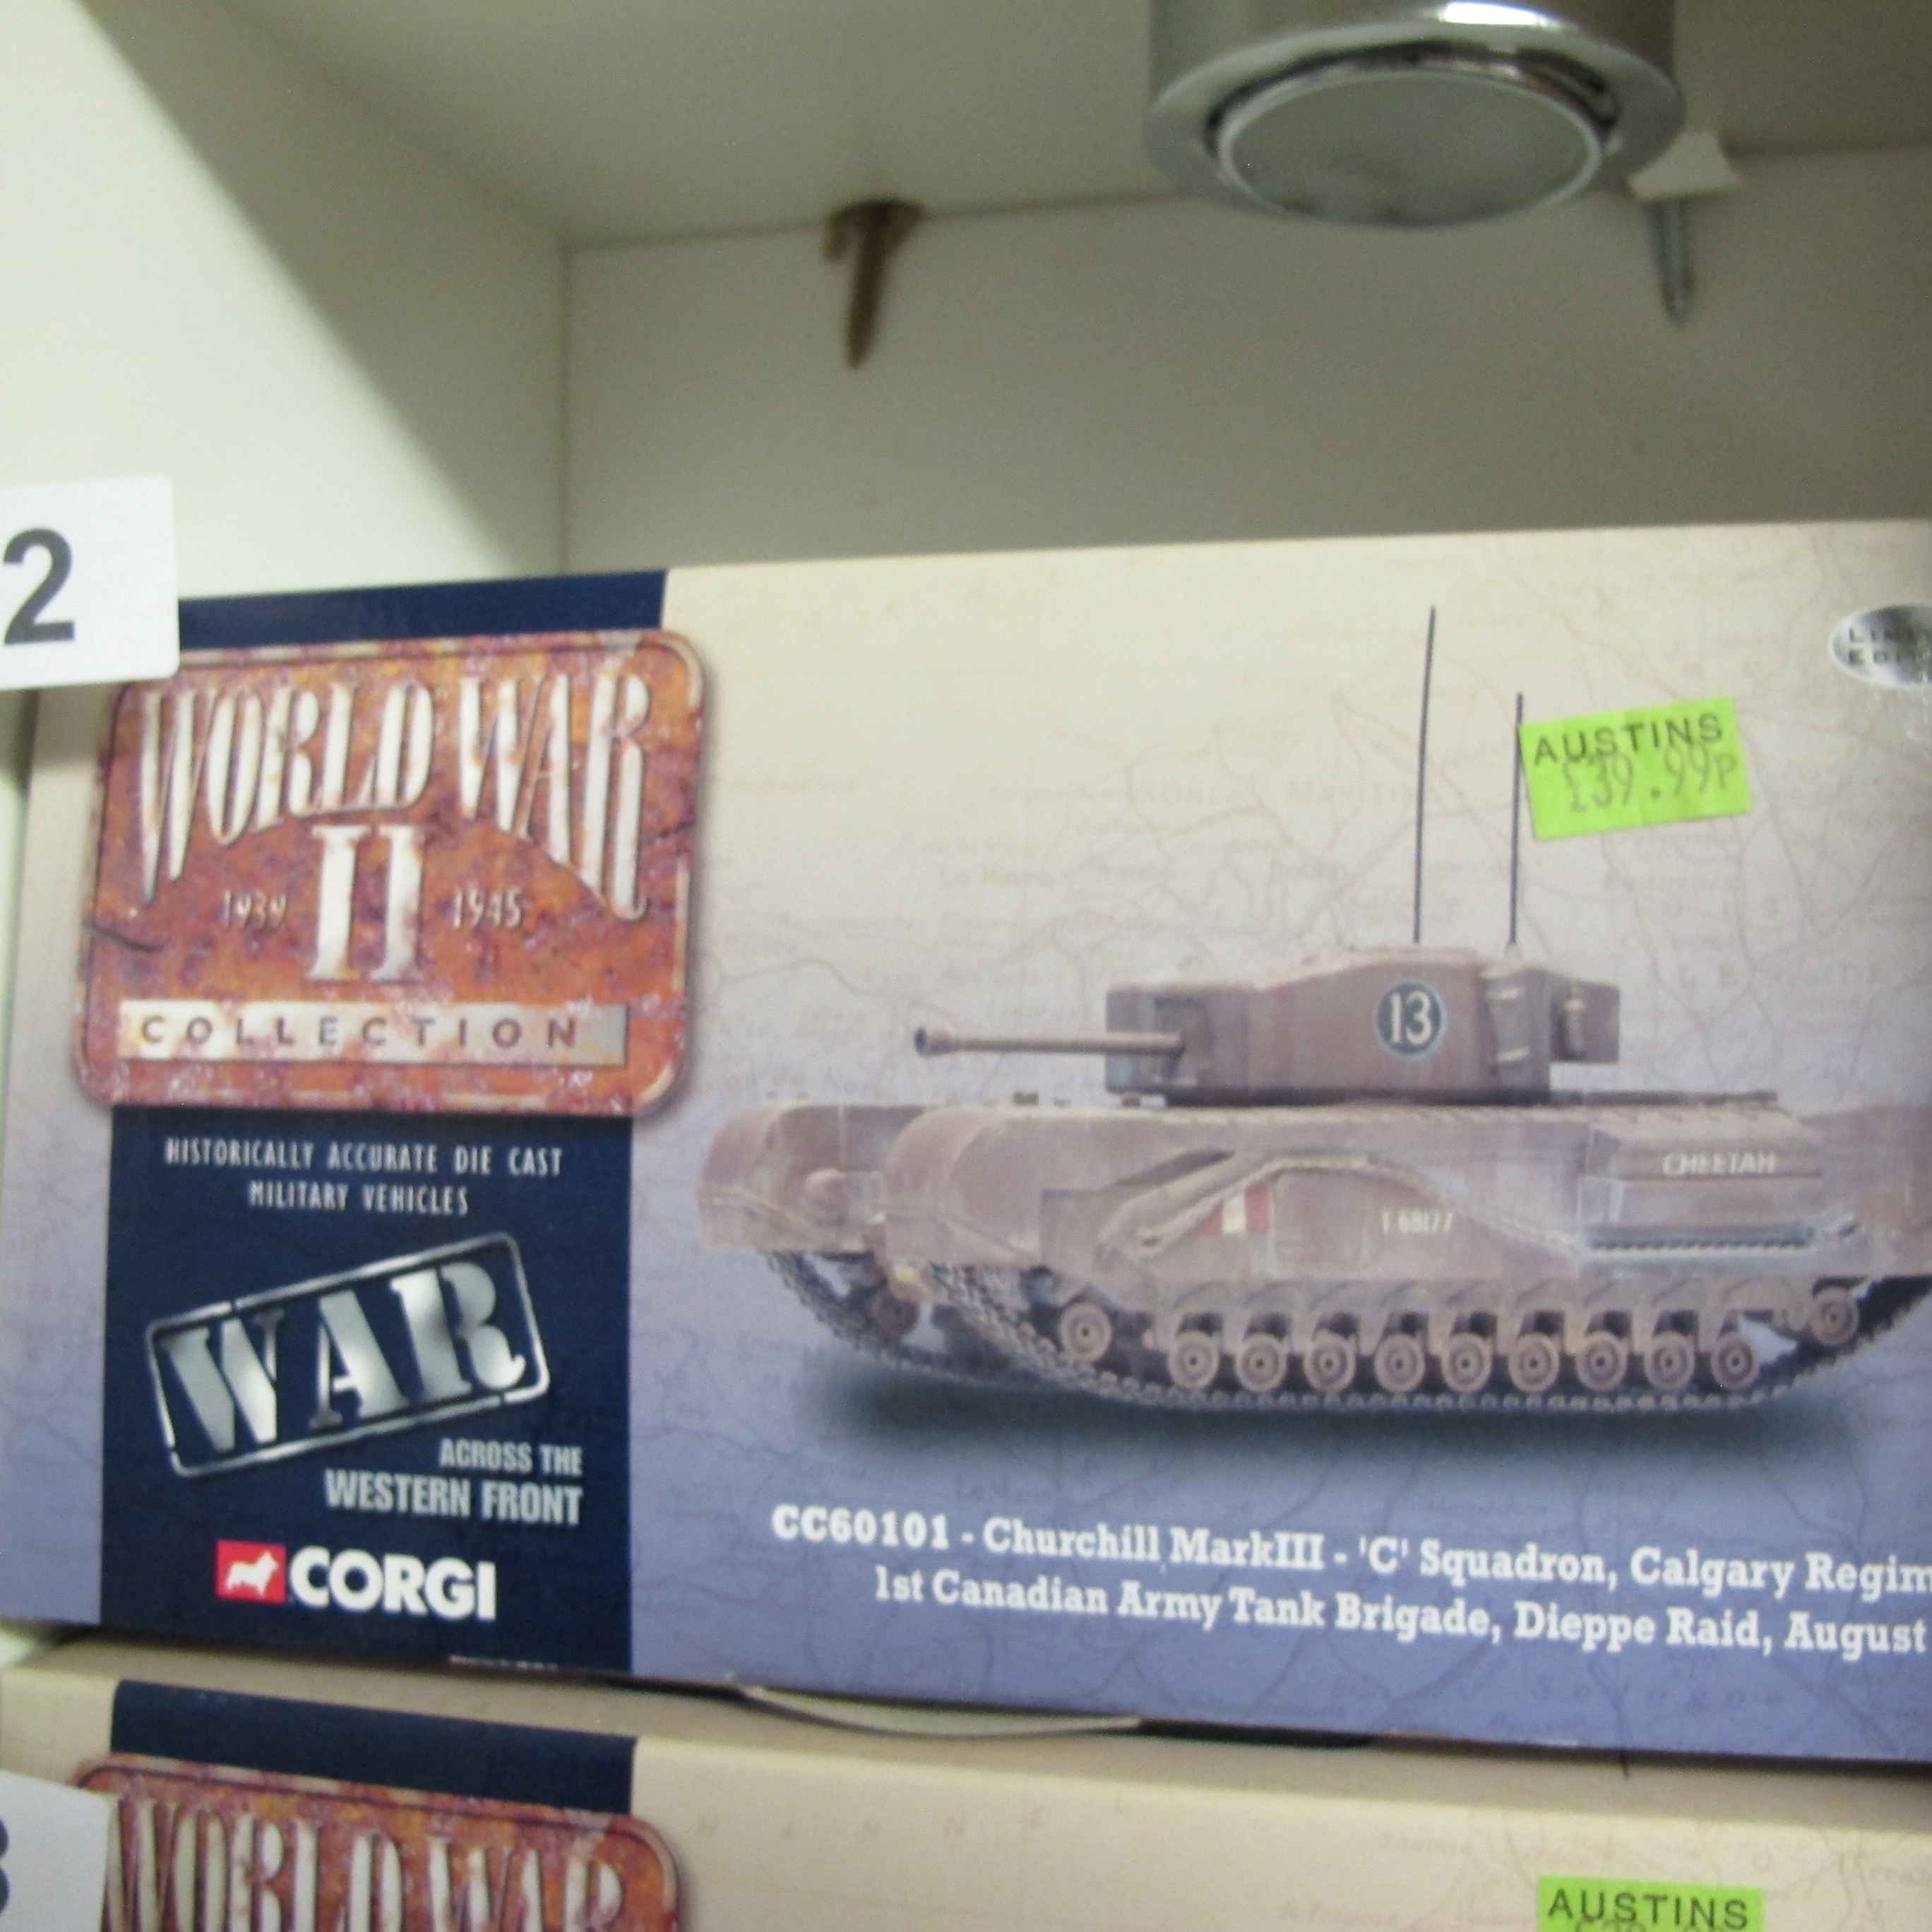 2
WORLD WAR
II
1939 1945
COLLECTION
HISTORICALLY ACCURATE DIE CAST
MILITARY VEHICLES
WAR
ACROSS THE
WESTERN FRONT
CORGI
AUSTINS
£39.99P
13
CHEETAH
T 68177
CC60101 - Churchill MarkIII - 'C' Squadron, Calgary Regim
1st Canadian Army Tank Brigade, Dieppe Raid, August
WORLD WAR
AUSTINS